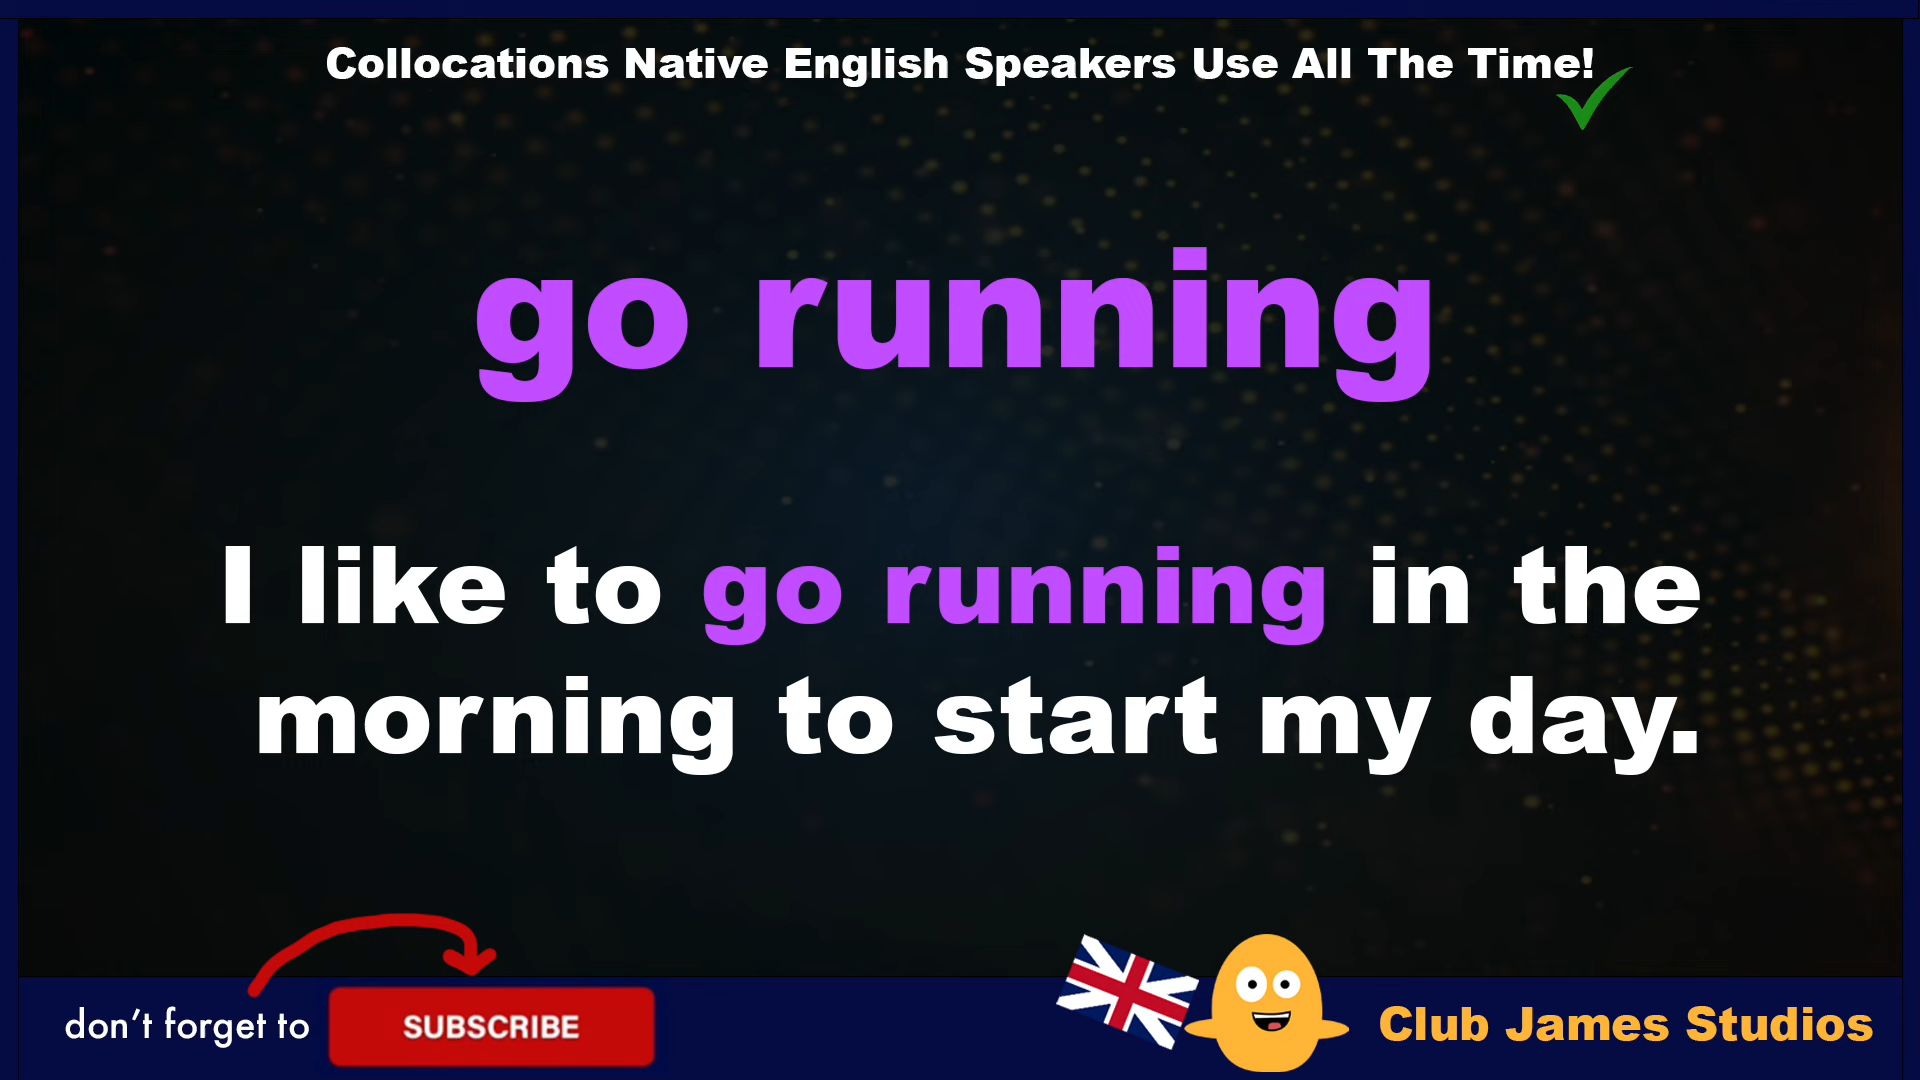 Collocations Native English Speakers Use All The Time!
go running
I like to go running in the
morning to start my day.
don't forget to
SUBSCRIBE
Club James Studios